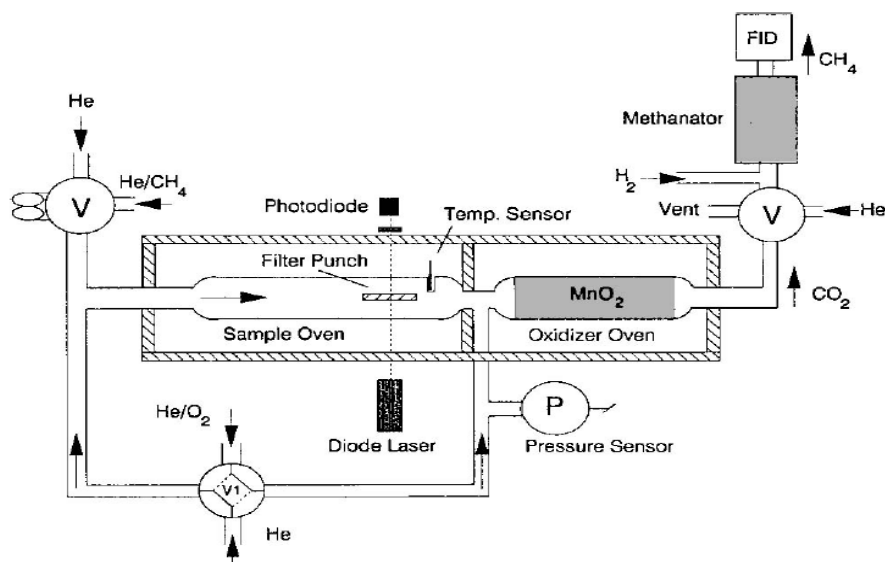 FID
CH4
Methanator
He
He/CH4
V
H2
Photodiode
Temp. Sensor
Vent
V
He
Filter Punch
MnO2
CO2
Sample Oven
Oxidizer Oven
He/O2
P
Diode Laser
Pressure Sensor
V1
He